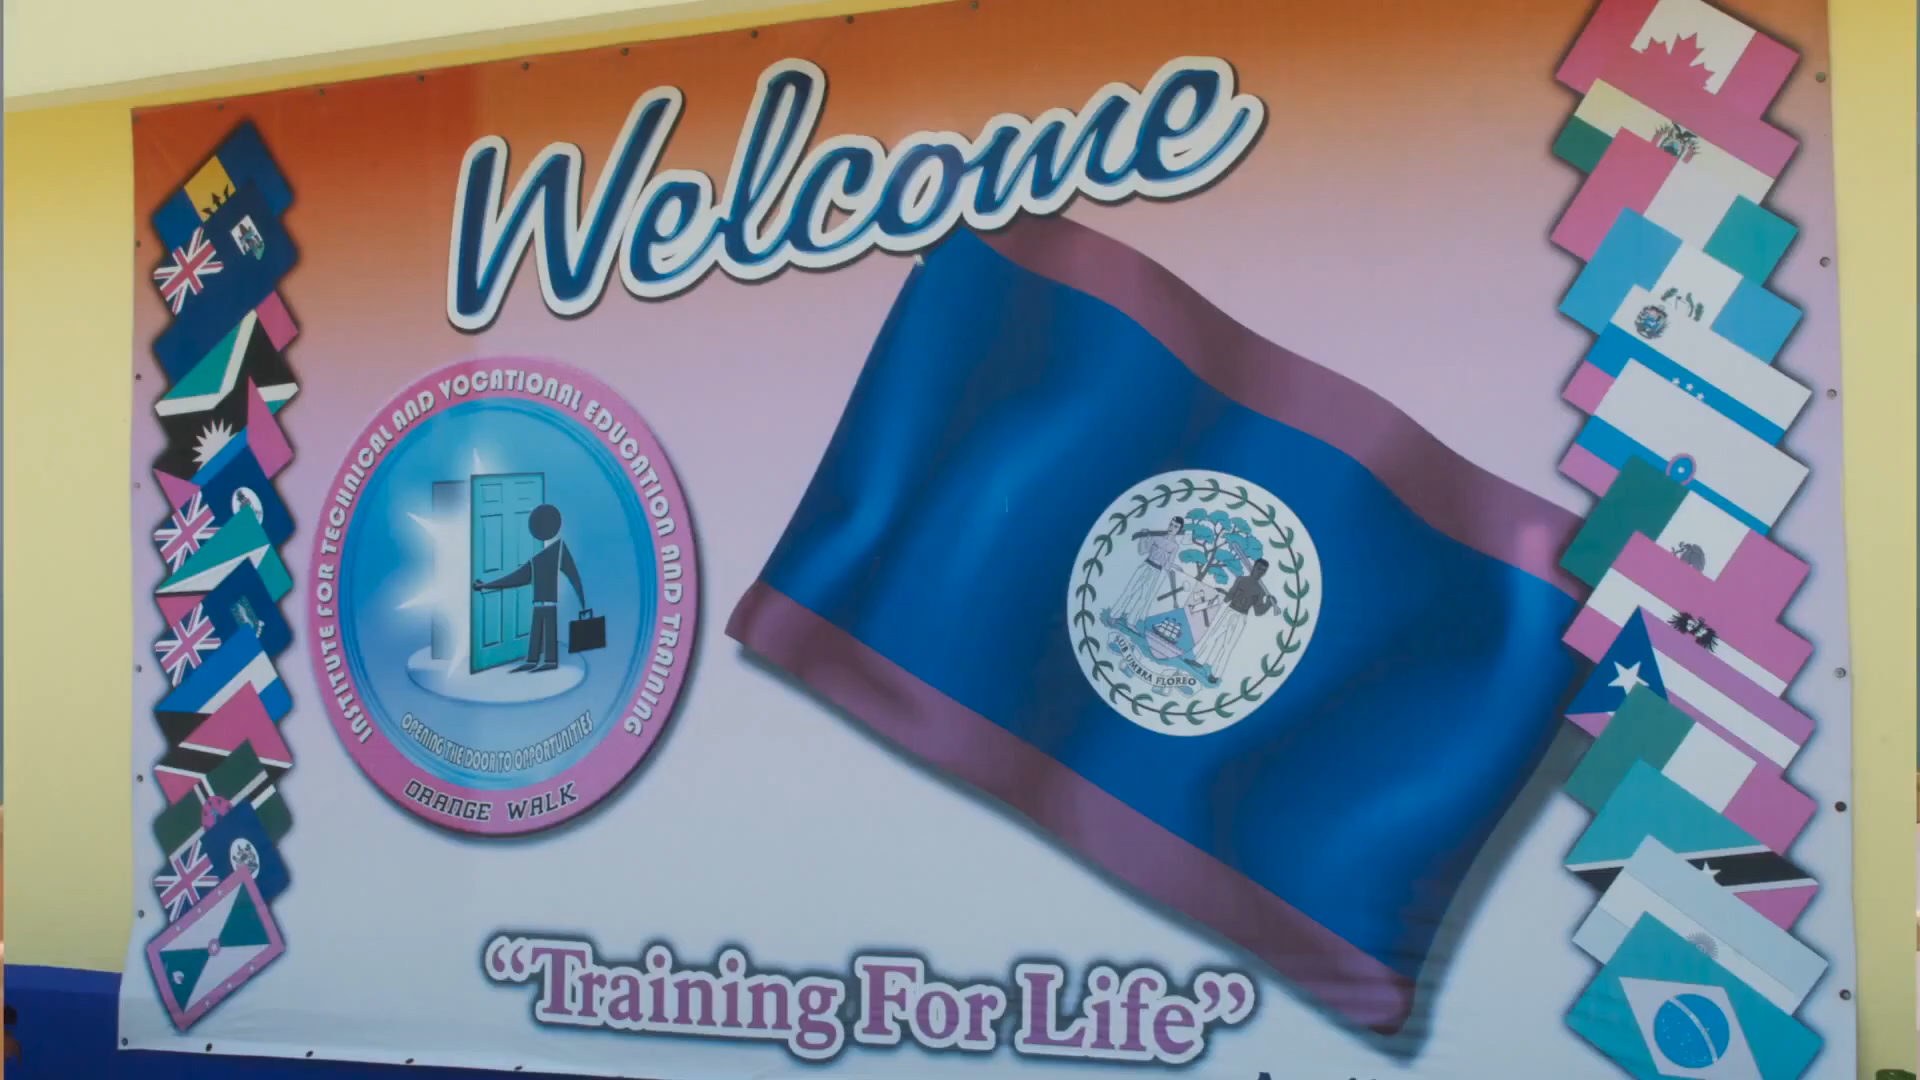 Welcome
INSTITUTE FOR TECHNICAL AND VOCATIONAL EDUCATION AND TRAINING
OPENING THE DOOR TO OPPORTUNITIES
ORANGE WALK
SUB UMBRA FLOREO
“Training For Life”